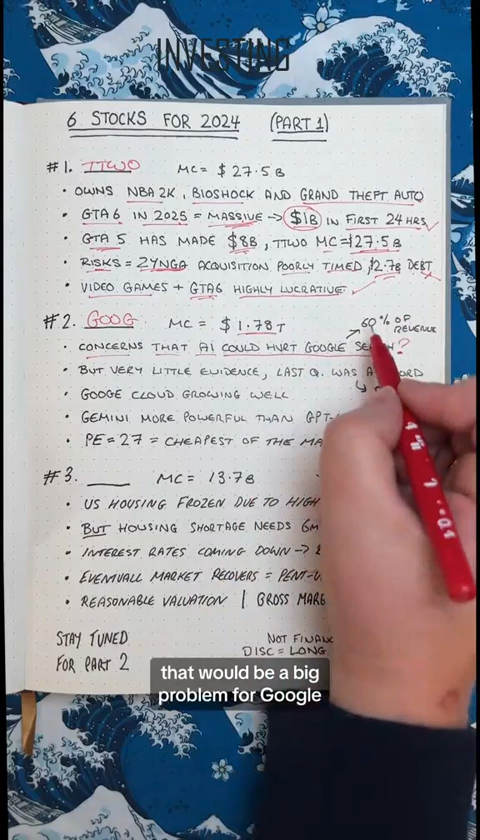 INVESTING
6 STOCKS FOR 2024 (PART 1)
#1. TTWO MC= $27.5B
• OWNS NBA 2K, BIOSHOCK AND GRAND THEFT AUTO
• GTA 6 IN 2025 = MASSIVE -> $1B IN FIRST 24 HRS
• GTA 5 HAS MADE $8B, TTWO MC=$27.5B
• RISKS = ZYNGA ACQUISITION POORLY TIMED, $2.7B DEBT
• VIDEO GAMES + GTA6 HIGHLY LUCRATIVE
#2. GOOG MC = $1.78T
60% OF
REVENUE
• CONCERNS THAT AI COULD HURT GOOGLE SEARCH?
• BUT VERY LITTLE EVIDENCE, LAST Q. WAS A
• GOOGE CLOUD GROWING WELL
• GEMINI MORE POWERFUL THAN
• PE=27 = CHEAPEST OF THE
#3. ____ MC= 13.7B
• US HOUSING FROZEN DUE TO HIGH
• BUT HOUSING SHORTAGE NEEDS 6M
• INTEREST RATES COMING DOWN ->
• EVENTUALL MARKET RECOVERS =
• REASONABLE VALUATION | GROSS
STAY TUNED
FOR PART 2
NOT
DISC = LONG
that would be a big
problem for Google